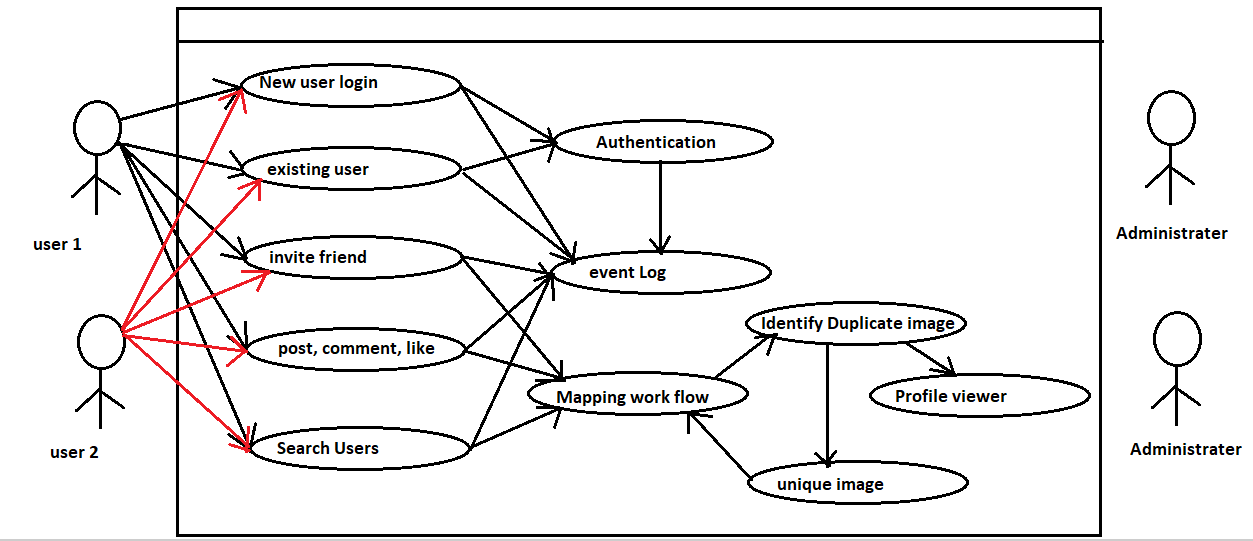 New user login
existing user
invite friend
post, comment, like
Search Users
Authentication
event Log
Mapping work flow
Identify Duplicate image
Profile viewer
unique image
user 1
user 2
Administrater
Administrater